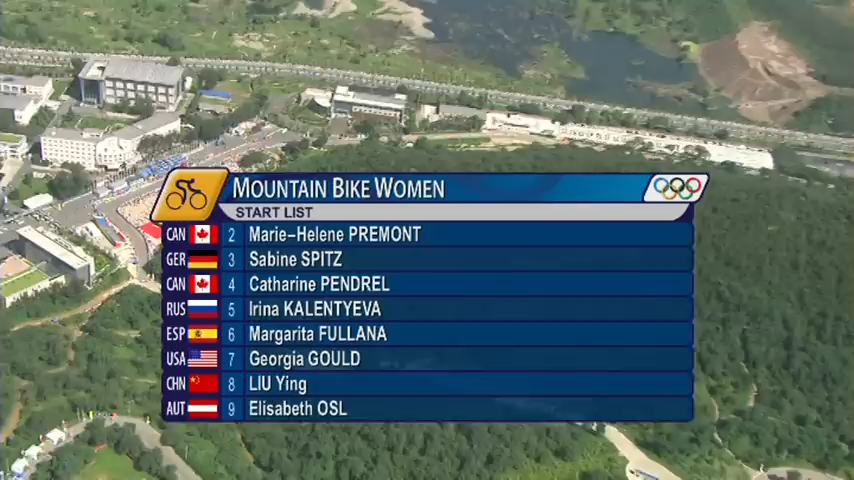 MOUNTAIN BIKE WOMEN
START LIST
CAN 2 Marie-Helene PREMONT
GER 3 Sabine SPITZ
CAN 4 Catharine PENDREL
RUS 5 Irina KALENTYEVA
ESP 6 Margarita FULLANA
USA 7 Georgia GOULD
CHN 8 LIU Ying
AUT 9 Elisabeth OSL